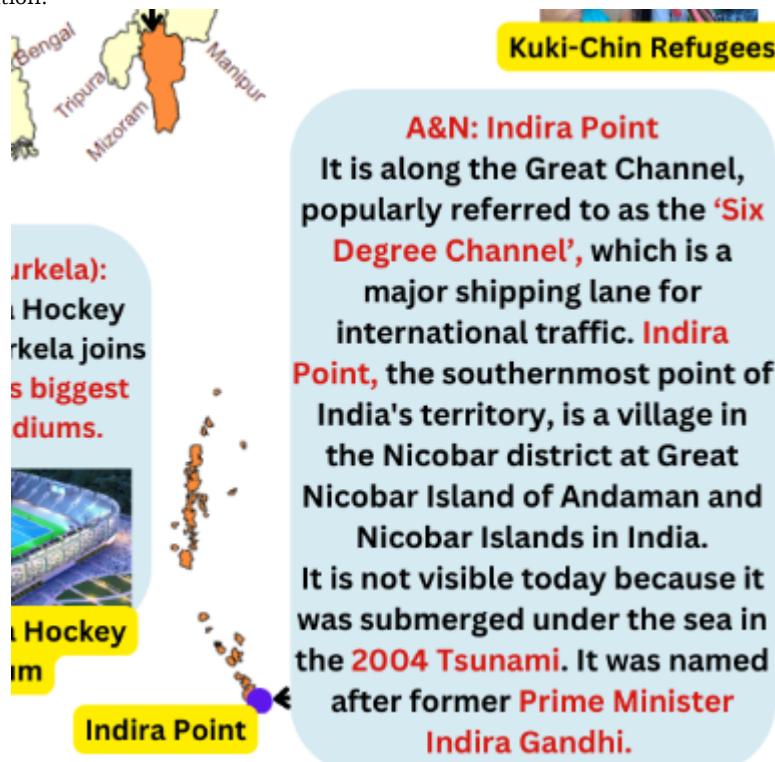 ition.
Bengal
Tripura
Mizoram
Manipur
Kuki-Chin Refugees
A&N: Indira Point
It is along the Great Channel,
popularly referred to as the ‘Six
Degree Channel’, which is a
major shipping lane for
international traffic. Indira
Point, the southernmost point of
India's territory, is a village in
the Nicobar district at Great
Nicobar Island of Andaman and
Nicobar Islands in India.
It is not visible today because it
was submerged under the sea in
the 2004 Tsunami. It was named
after former Prime Minister
Indira Gandhi.
urkela):
a Hockey
rkela joins
s biggest
diums.
a Hockey
um
Indira Point